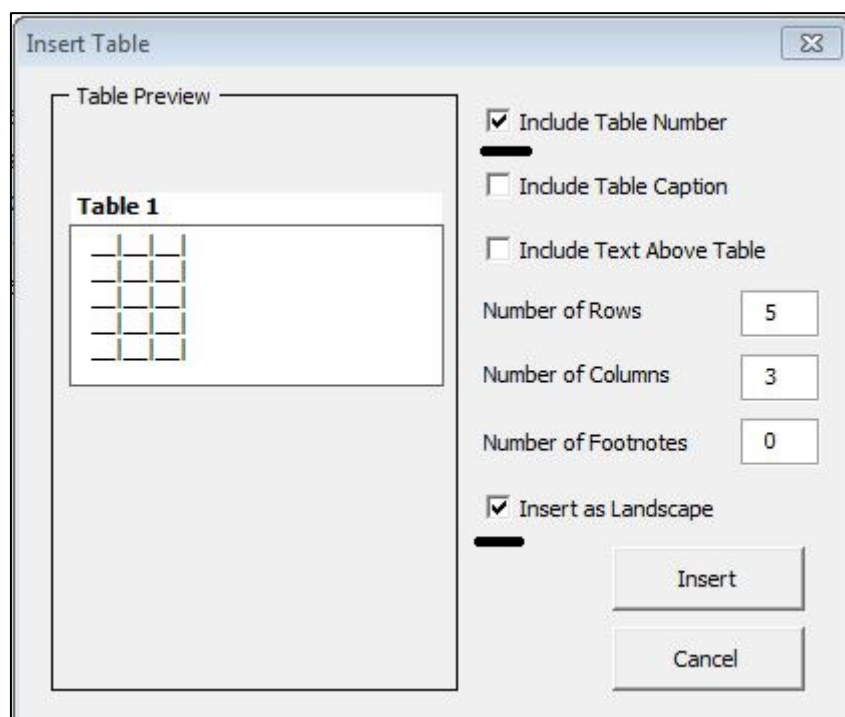 Insert Table
Table Preview
Table 1
Include Table Number
Include Table Caption
Include Text Above Table
Number of Rows 5
Number of Columns 3
Number of Footnotes 0
Insert as Landscape
Insert
Cancel